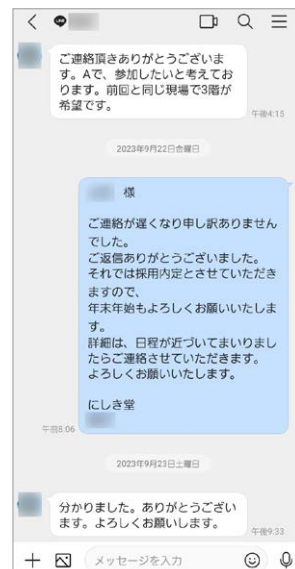 LINE
ご連絡頂きありがとうございま
す。Aで、参加したいと考えてお
ります。前回と同じ現場で3階が
希望です。
午後4:15
2023年9月22日金曜日
様
ご連絡が遅くなり申し訳ありません
でした。
ご返信ありがとうございました。
それでは採用内定とさせていただき
ますので、
年末年始もよろしくお願いいたしま
す。
詳細は、日程が近づいてまいりまし
たらご連絡させていただきます。
よろしくお願いいたします。
にしき堂
8:06
2023年9月23日土曜日
分かりました。ありがとうござい
ます。よろしくお願いします。
午後9:33
メッセージを入力